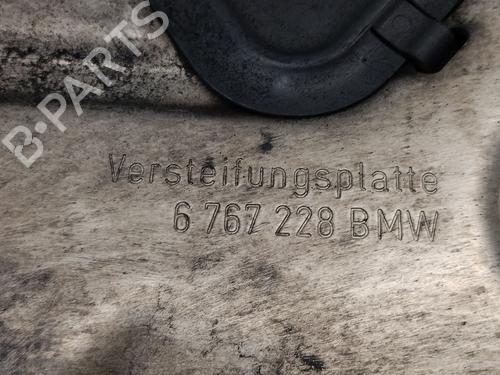 B-PARTS
Versteifungsplatte
6 767 228 BMW